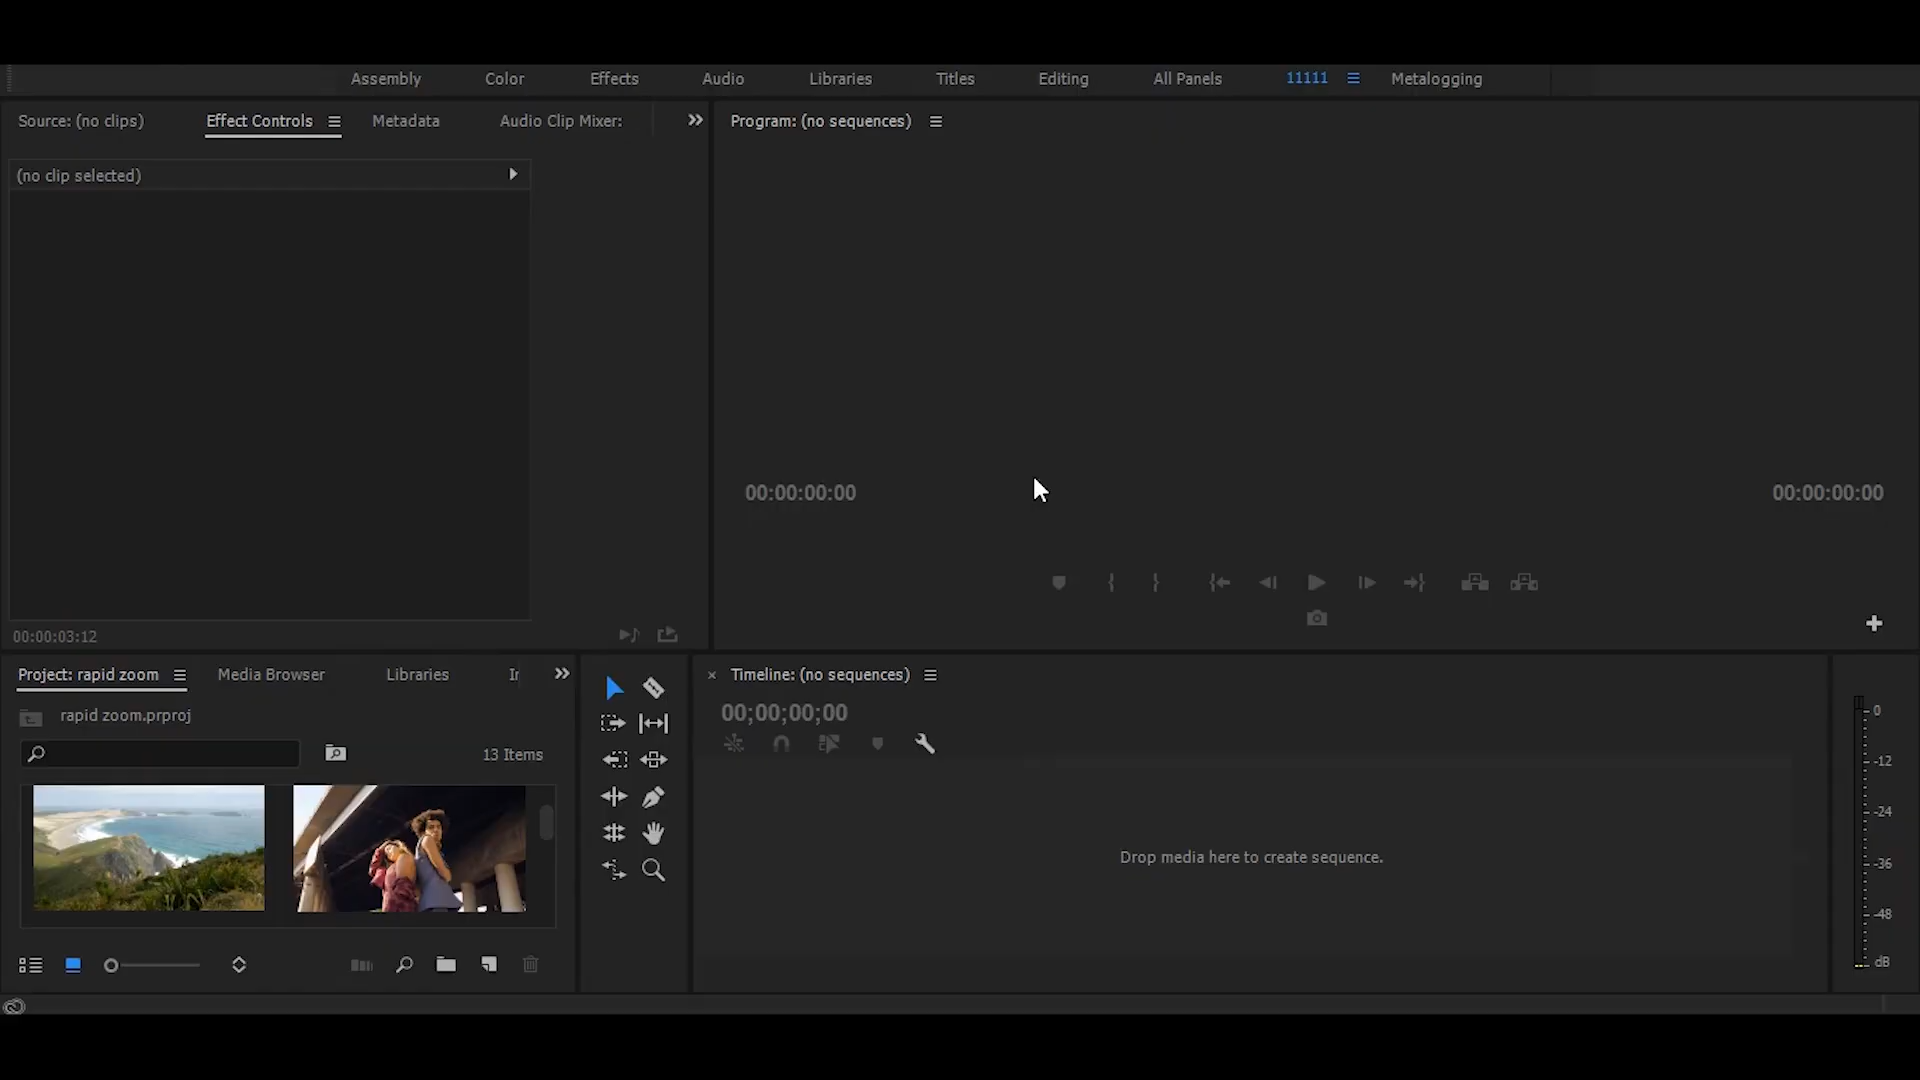 Assembly Color Effects Audio Libraries Titles Editing All Panels 11111 Metalogging
Source: (no clips) Effect Controls Metadata Audio Clip Mixer:
Program: (no sequences)
(no clip selected)
00:00:00:00 00:00:00:00
00:00:03:12
Project: rapid zoom Media Browser Libraries
Timeline: (no sequences)
rapid zoom.prproj
00;00;00;00
13 Items
Drop media here to create sequence.
0
-12
-24
-36
-48
dB